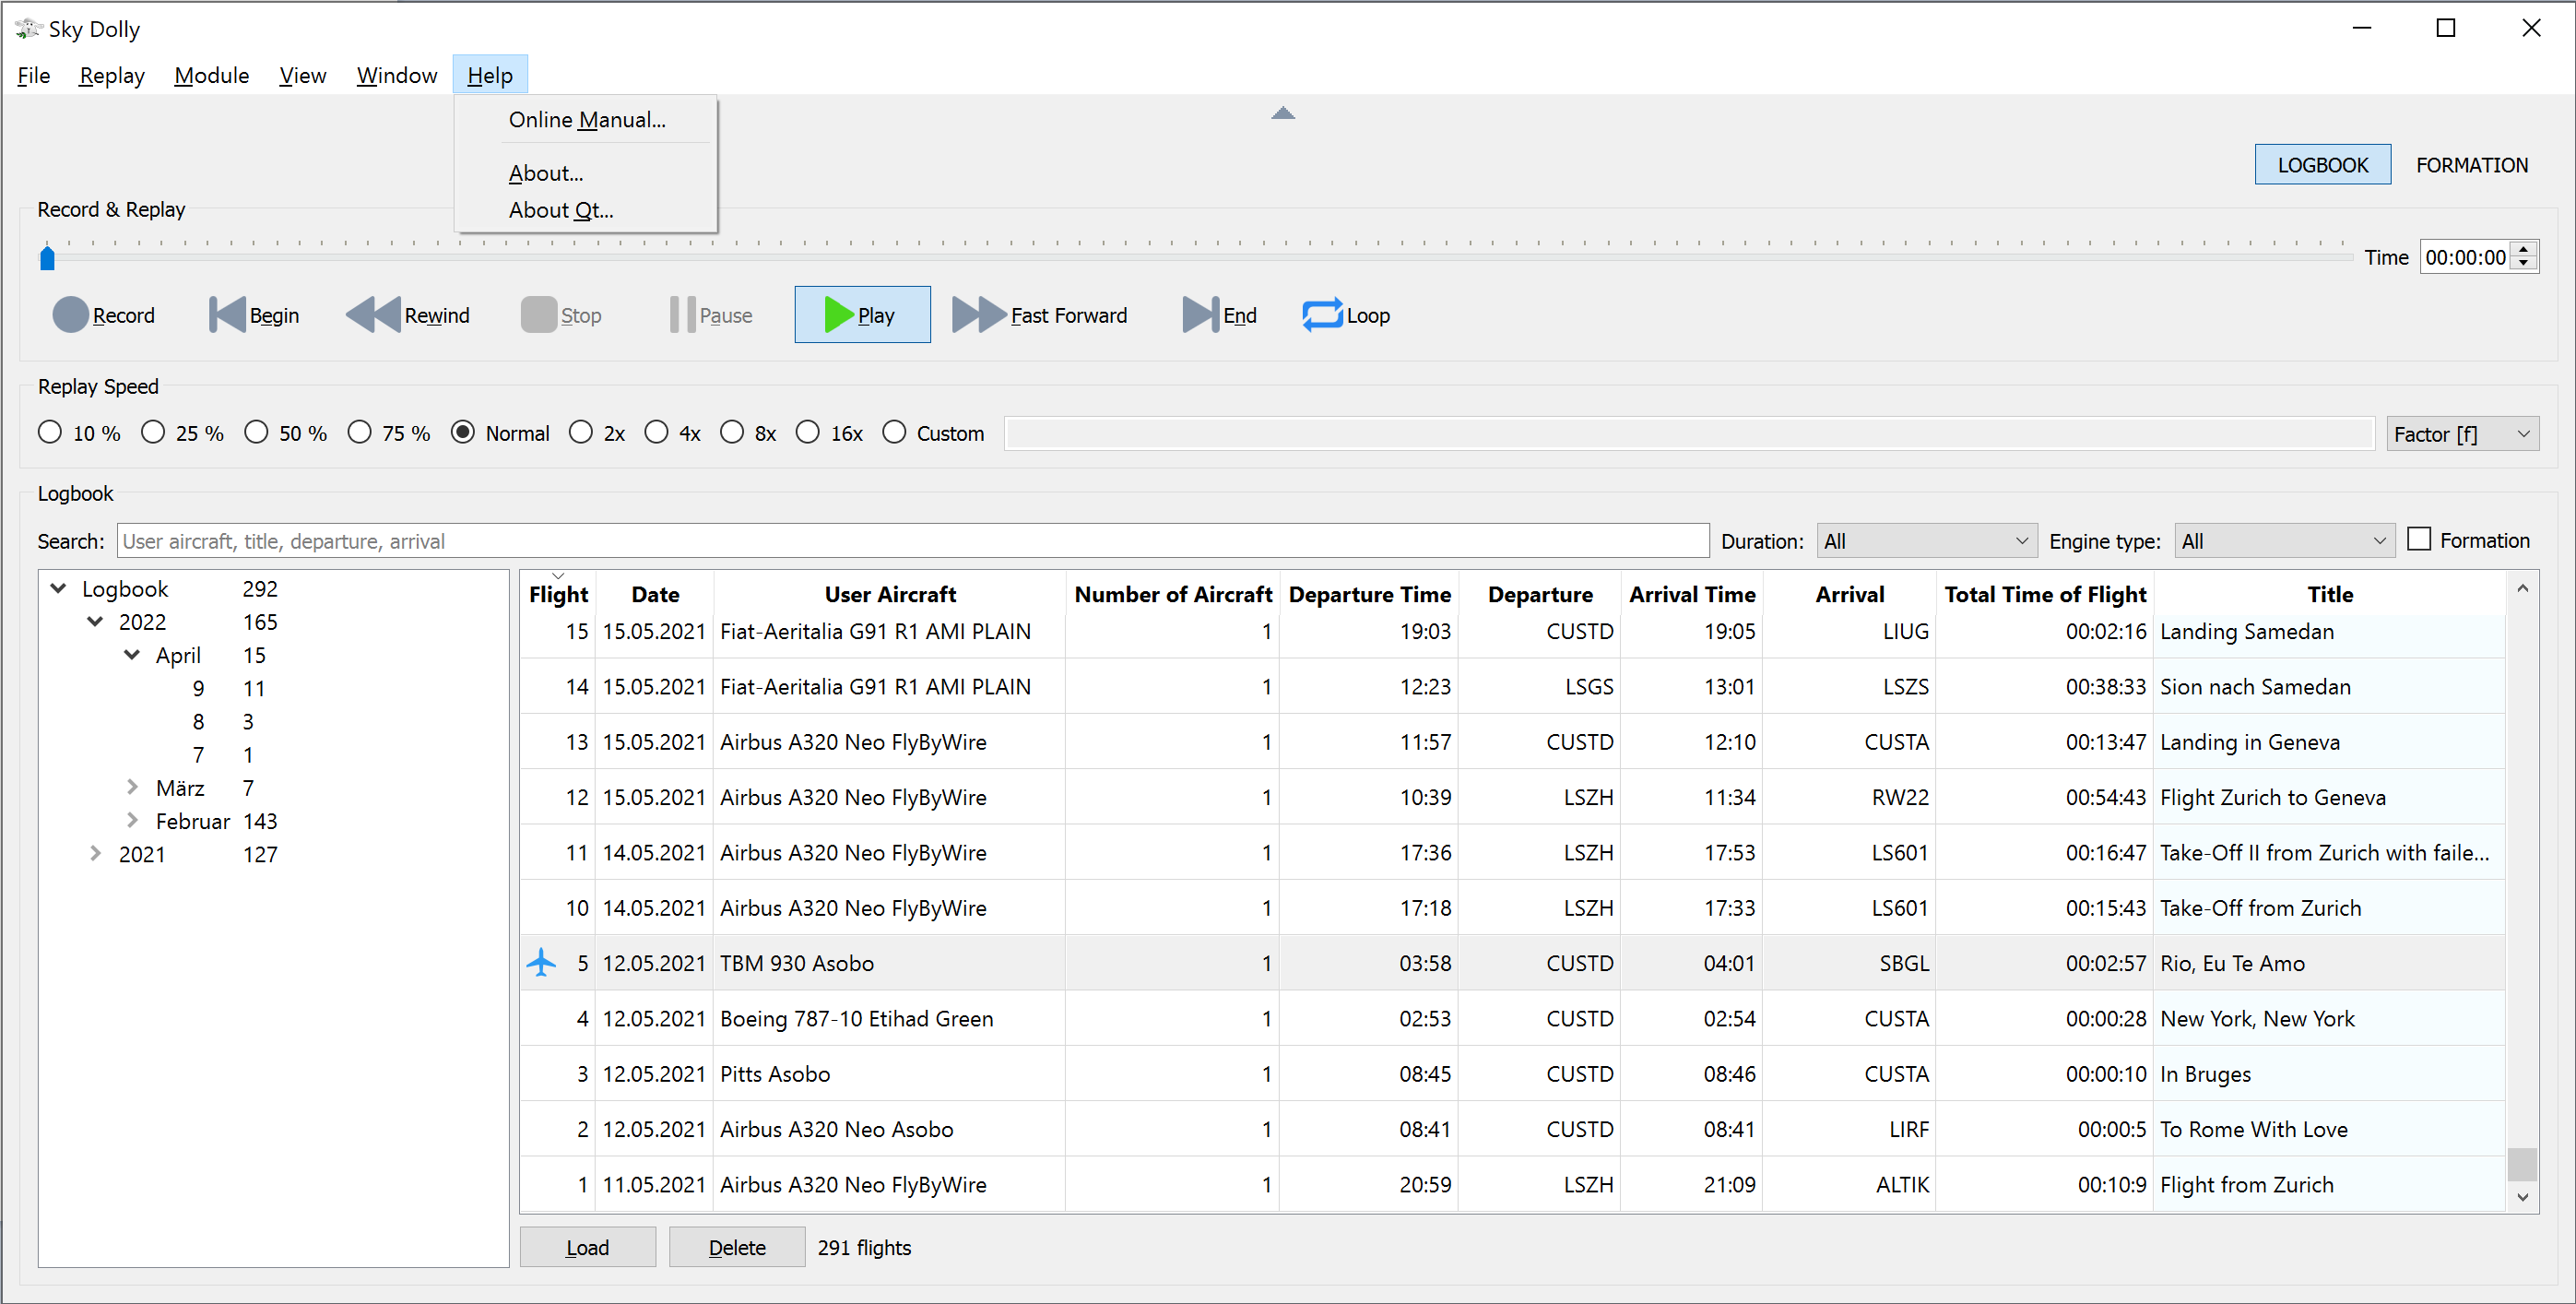 Sky Dolly
File Replay Module View Window Help
Online Manual...
About...
About Qt...
LOGBOOK FORMATION
Record & Replay
Time 00:00:00
Record Begin Rewind Stop Pause Play Fast Forward End Loop
Replay Speed
10 % 25 % 50 % 75 % Normal 2x 4x 8x 16x Custom Factor [f]
Logbook
Search: User aircraft, title, departure, arrival Duration: All Engine type: All Formation
Logbook 292
2022 165
April 15
9 11
8 3
7 1
März 7
Februar 143
2021 127
Flight Date User Aircraft Number of Aircraft Departure Time Departure Arrival Time Arrival Total Time of Flight Title
15 15.05.2021 Fiat-Aeritalia G91 R1 AMI PLAIN 1 19:03 CUSTD 19:05 LIUG 00:02:16 Landing Samedan
14 15.05.2021 Fiat-Aeritalia G91 R1 AMI PLAIN 1 12:23 LSGS 13:01 LSZS 00:38:33 Sion nach Samedan
13 15.05.2021 Airbus A320 Neo FlyByWire 1 11:57 CUSTD 12:10 CUSTA 00:13:47 Landing in Geneva
12 15.05.2021 Airbus A320 Neo FlyByWire 1 10:39 LSZH 11:34 RW22 00:54:43 Flight Zurich to Geneva
11 14.05.2021 Airbus A320 Neo FlyByWire 1 17:36 LSZH 17:53 LS601 00:16:47 Take-Off II from Zurich with faile...
10 14.05.2021 Airbus A320 Neo FlyByWire 1 17:18 LSZH 17:33 LS601 00:15:43 Take-Off from Zurich
5 12.05.2021 TBM 930 Asobo 1 03:58 CUSTD 04:01 SBGL 00:02:57 Rio, Eu Te Amo
4 12.05.2021 Boeing 787-10 Etihad Green 1 02:53 CUSTD 02:54 CUSTA 00:00:28 New York, New York
3 12.05.2021 Pitts Asobo 1 08:45 CUSTD 08:46 CUSTA 00:00:10 In Bruges
2 12.05.2021 Airbus A320 Neo Asobo 1 08:41 CUSTD 08:41 LIRF 00:00:5 To Rome With Love
1 11.05.2021 Airbus A320 Neo FlyByWire 1 20:59 LSZH 21:09 ALTIK 00:10:9 Flight from Zurich
Load Delete 291 flights